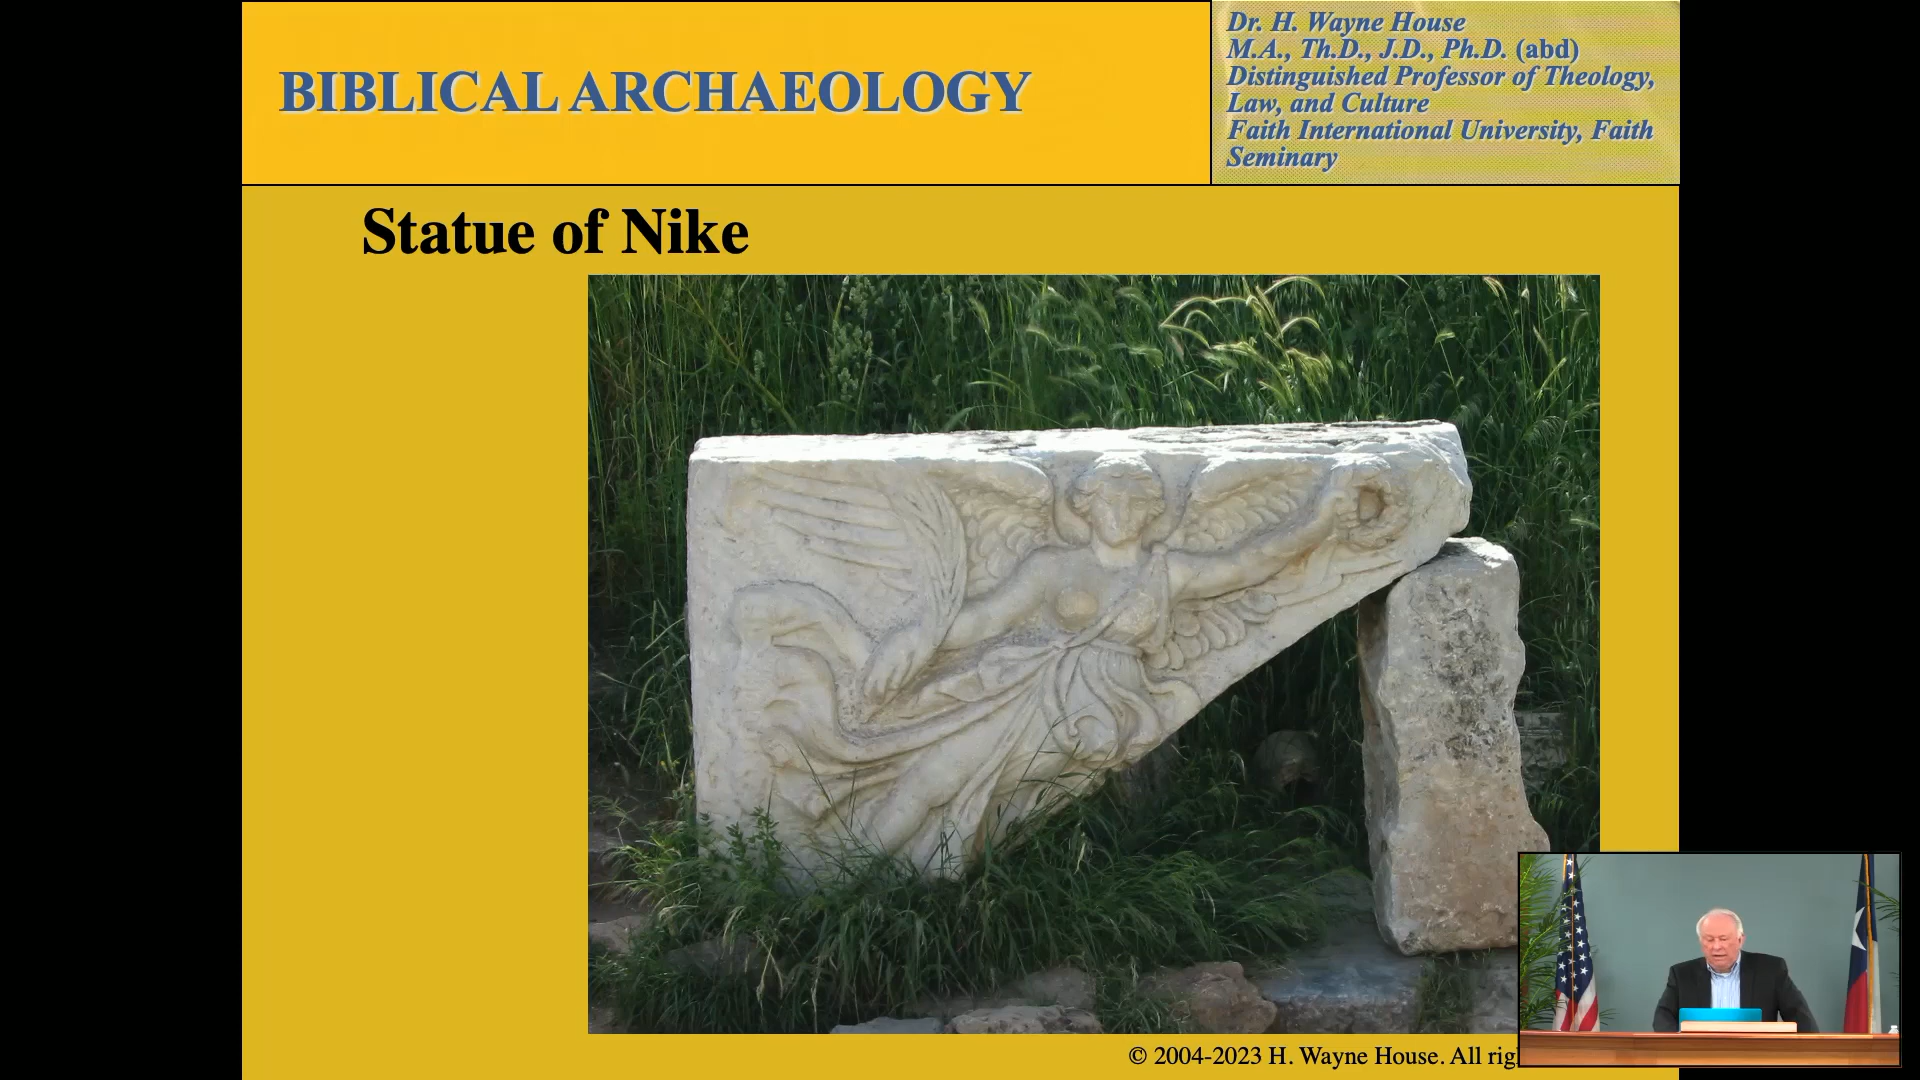 BIBLICAL ARCHAEOLOGY
Dr. H. Wayne House
M.A., Th.D., J.D., Ph.D. (abd)
Distinguished Professor of Theology,
Law, and Culture
Faith International University, Faith
Seminary
Statue of Nike
© 2004-2023 H. Wayne House. All